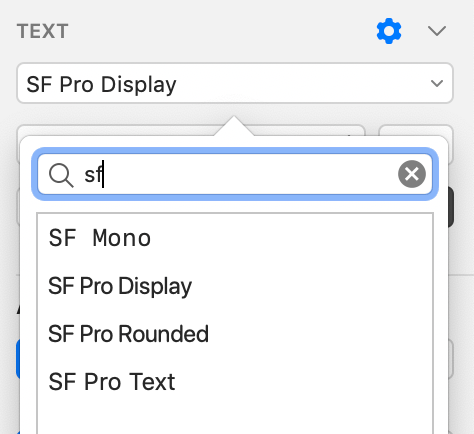 TEXT
SF Pro Display
sf
SF Mono
SF Pro Display
SF Pro Rounded
SF Pro Text